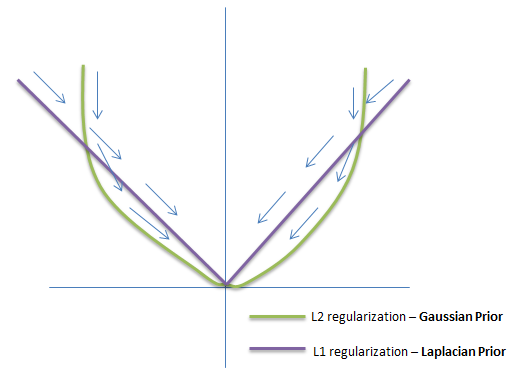 L2 regularization – Gaussian Prior
L1 regularization – Laplacian Prior